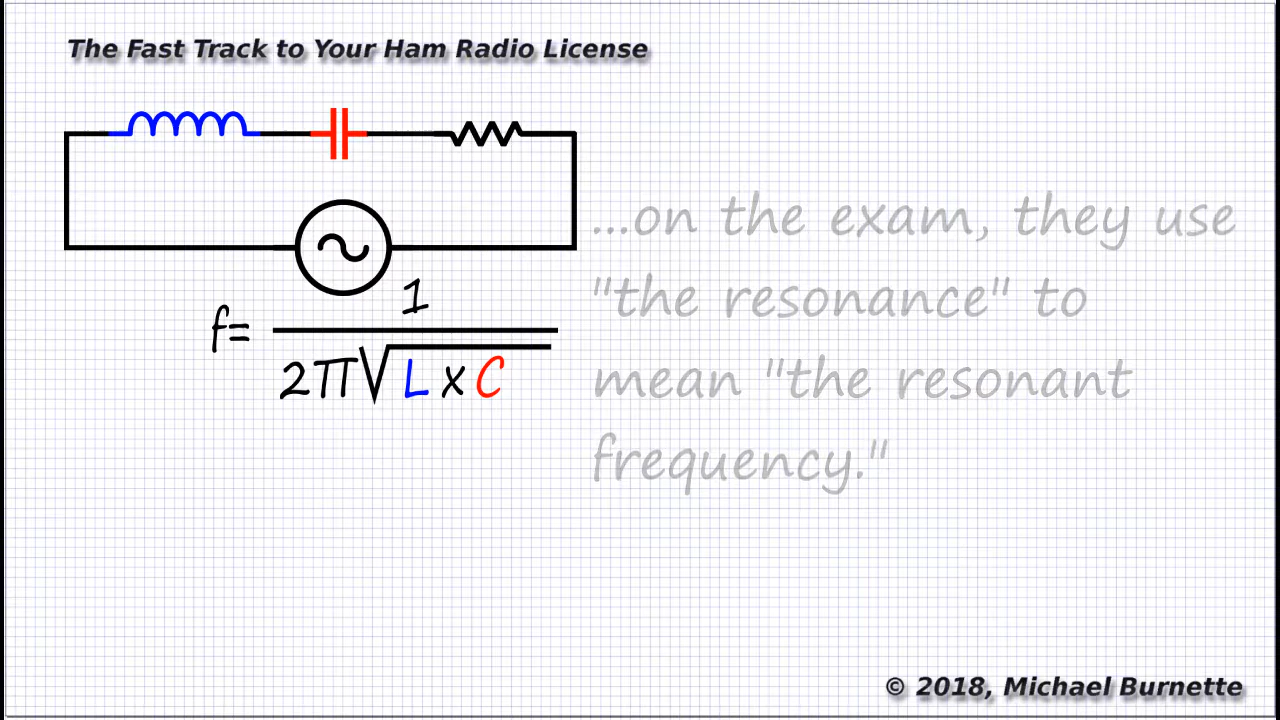 The Fast Track to Your Ham Radio License
...on the exam, they use
"the resonance" to
mean "the resonant
frequency."
1
f=
2π√L x C
© 2018, Michael Burnette